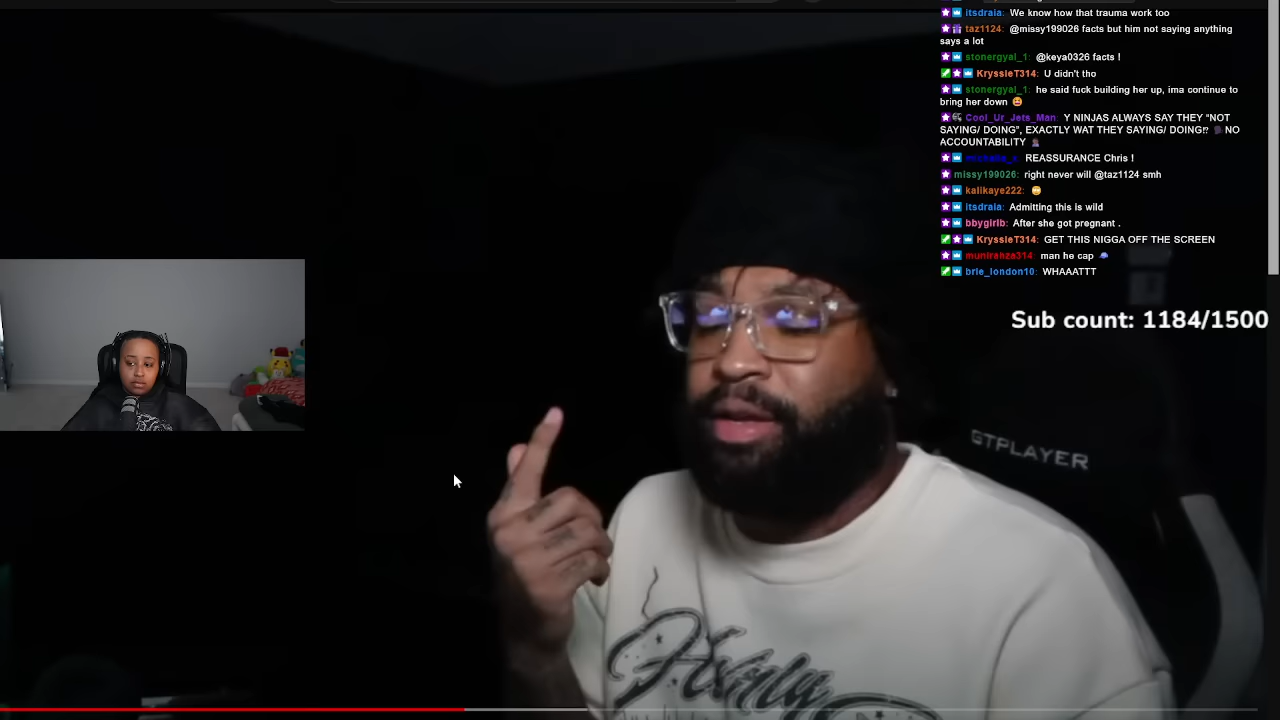 itsdraia: We know how that trauma work too
taz1124: @missy199026 facts but him not saying anything
says a lot
stonergyal_1: @keya0326 facts !
KryssieT314: U didn't tho
stonergyal_1: he said fuck building her up, ima continue to
bring her down 😩
Cool_Ur_Jets_Man: Y NINJAS ALWAYS SAY THEY "NOT
SAYING/ DOING", EXACTLY WAT THEY SAYING/ DOING⁉ NO
ACCOUNTABILITY
REASSURANCE Chris !
missy199026: right never will @taz1124 smh
kaiikaye222: 🙄
itsdraia: Admitting this is wild
bbygirlb: After she got pregnant .
KryssieT314: GET THIS NIGGA OFF THE SCREEN
munirahza314 man he cap 🧢
brie_london10: WHAAATTT
Sub count: 1184/1500
GTPLAYER